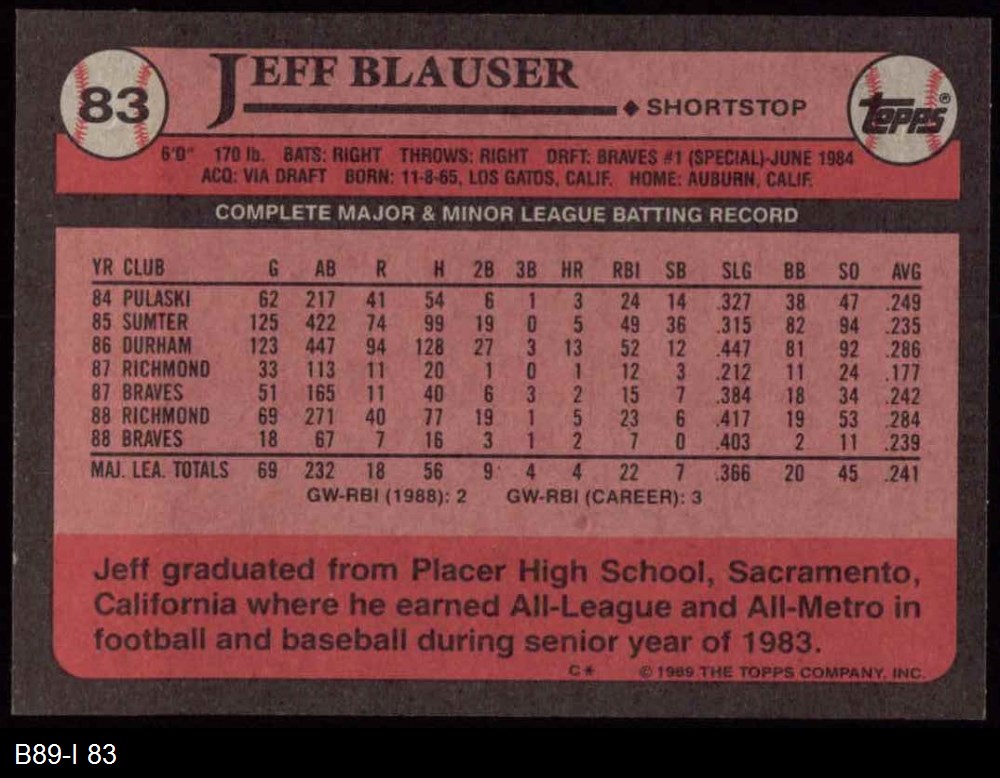 83
JEFF BLAUSER
SHORTSTOP
TOPPS®
6'0" 170 lb. BATS: RIGHT THROWS: RIGHT DRFT: BRAVES #1 (SPECIAL)-JUNE 1984
ACQ: VIA DRAFT BORN: 11-8-65, LOS GATOS, CALIF. HOME: AUBURN, CALIF.
COMPLETE MAJOR & MINOR LEAGUE BATTING RECORD
YR CLUB G AB R H 2B 3B HR RBI SB SLG BB SO AVG
84 PULASKI 62 217 41 54 6 1 3 24 14 .327 38 47 .249
85 SUMTER 125 422 74 99 19 0 5 49 36 .315 82 94 .235
86 DURHAM 123 447 94 128 27 3 13 52 12 .447 81 92 .286
87 RICHMOND 33 113 11 20 1 0 1 12 3 .212 11 24 .177
87 BRAVES 51 165 11 40 6 3 2 15 7 .384 18 34 .242
88 RICHMOND 69 271 40 77 19 1 5 23 6 .417 19 53 .284
88 BRAVES 18 67 7 16 3 1 2 7 0 .403 2 11 .239
MAJ. LEA. TOTALS 69 232 18 56 9 4 4 22 7 .366 20 45 .241
GW-RBI (1988): 2 GW-RBI (CAREER): 3
Jeff graduated from Placer High School, Sacramento,
California where he earned All-League and All-Metro in
football and baseball during senior year of 1983.
C* © 1989 THE TOPPS COMPANY, INC.
B89-I 83